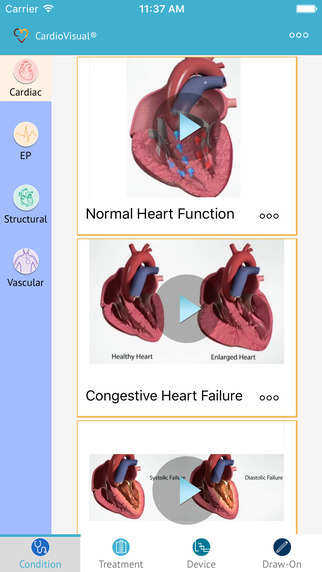 Carrier 11:37 AM
CardioVisual®
Cardiac
EP
Structural
Vascular
Normal Heart Function
Healthy Heart Enlarged Heart
Congestive Heart Failure
Systolic Failure Diastolic Failure
Condition Treatment Device Draw-On